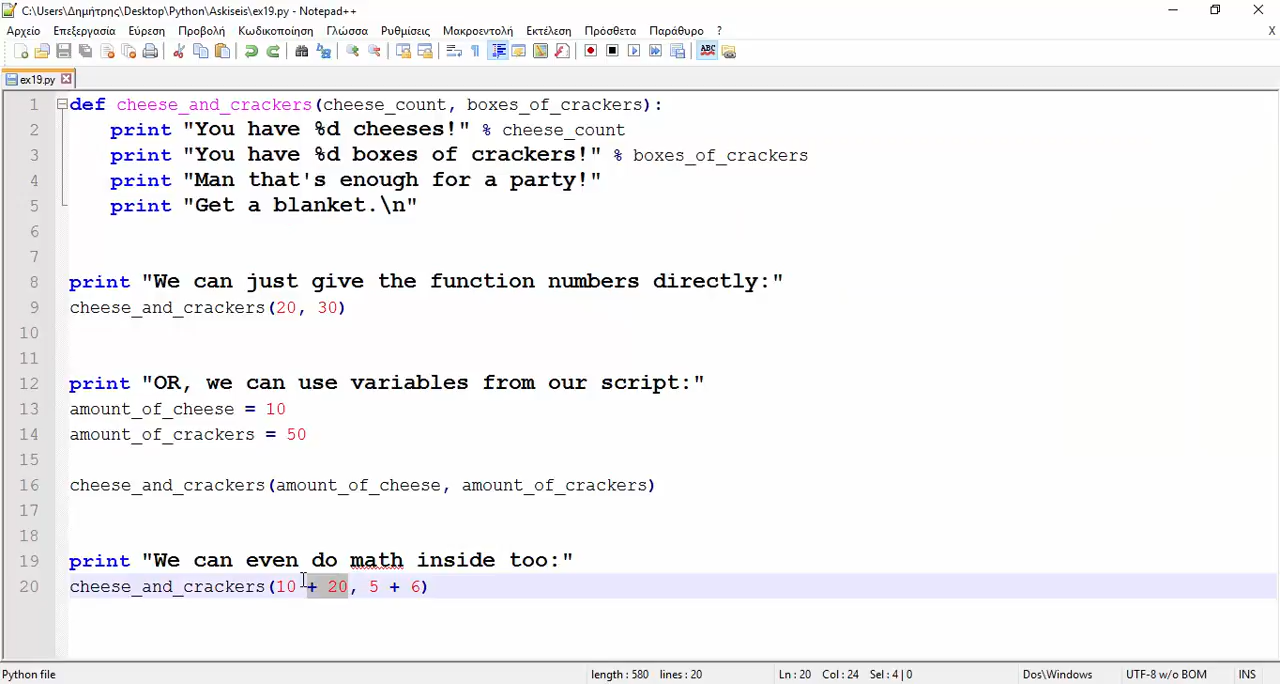 C:\Users\Δημήτρης\Desktop\Python\Askiseis\ex19.py - Notepad++
Αρχείο Επεξεργασία Εύρεση Προβολή Κωδικοποίηση Γλώσσα Ρυθμίσεις Μακροεντολή Εκτέλεση Πρόσθετα Παράθυρο ? X
ABC
ex19.py
1 def cheese_and_crackers(cheese_count, boxes_of_crackers):
2 print "You have %d cheeses!" % cheese_count
3 print "You have %d boxes of crackers!" % boxes_of_crackers
4 print "Man that's enough for a party!"
5 print "Get a blanket.\n"
6
7
8 print "We can just give the function numbers directly:"
9 cheese_and_crackers(20, 30)
10
11
12 print "OR, we can use variables from our script:"
13 amount_of_cheese = 10
14 amount_of_crackers = 50
15
16 cheese_and_crackers(amount_of_cheese, amount_of_crackers)
17
18
19 print "We can even do math inside too:"
20 cheese_and_crackers(10 + 20, 5 + 6)
Python file length : 580 lines : 20 Ln : 20 Col : 24 Sel : 4 | 0 Dos\Windows UTF-8 w/o BOM INS